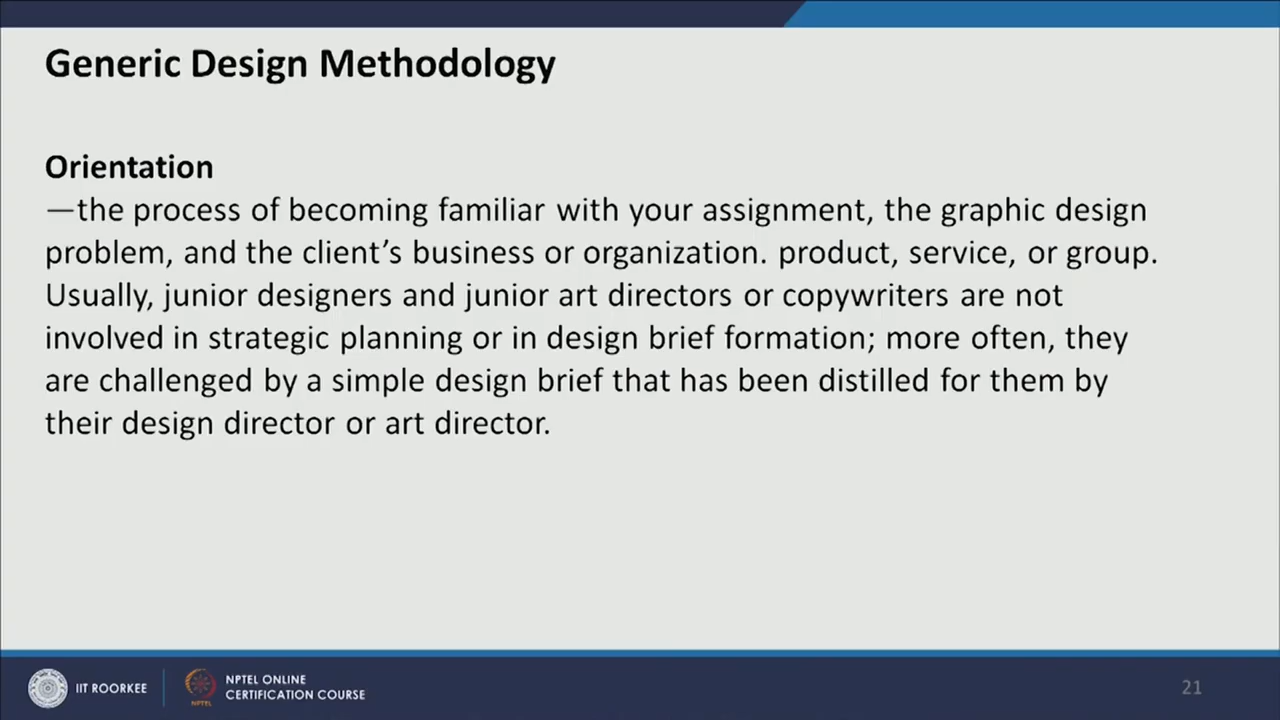 Generic Design Methodology
Orientation
—the process of becoming familiar with your assignment, the graphic design
problem, and the client’s business or organization. product, service, or group.
Usually, junior designers and junior art directors or copywriters are not
involved in strategic planning or in design brief formation; more often, they
are challenged by a simple design brief that has been distilled for them by
their design director or art director.
IIT ROORKEE
NPTEL
NPTEL ONLINE
CERTIFICATION COURSE
21